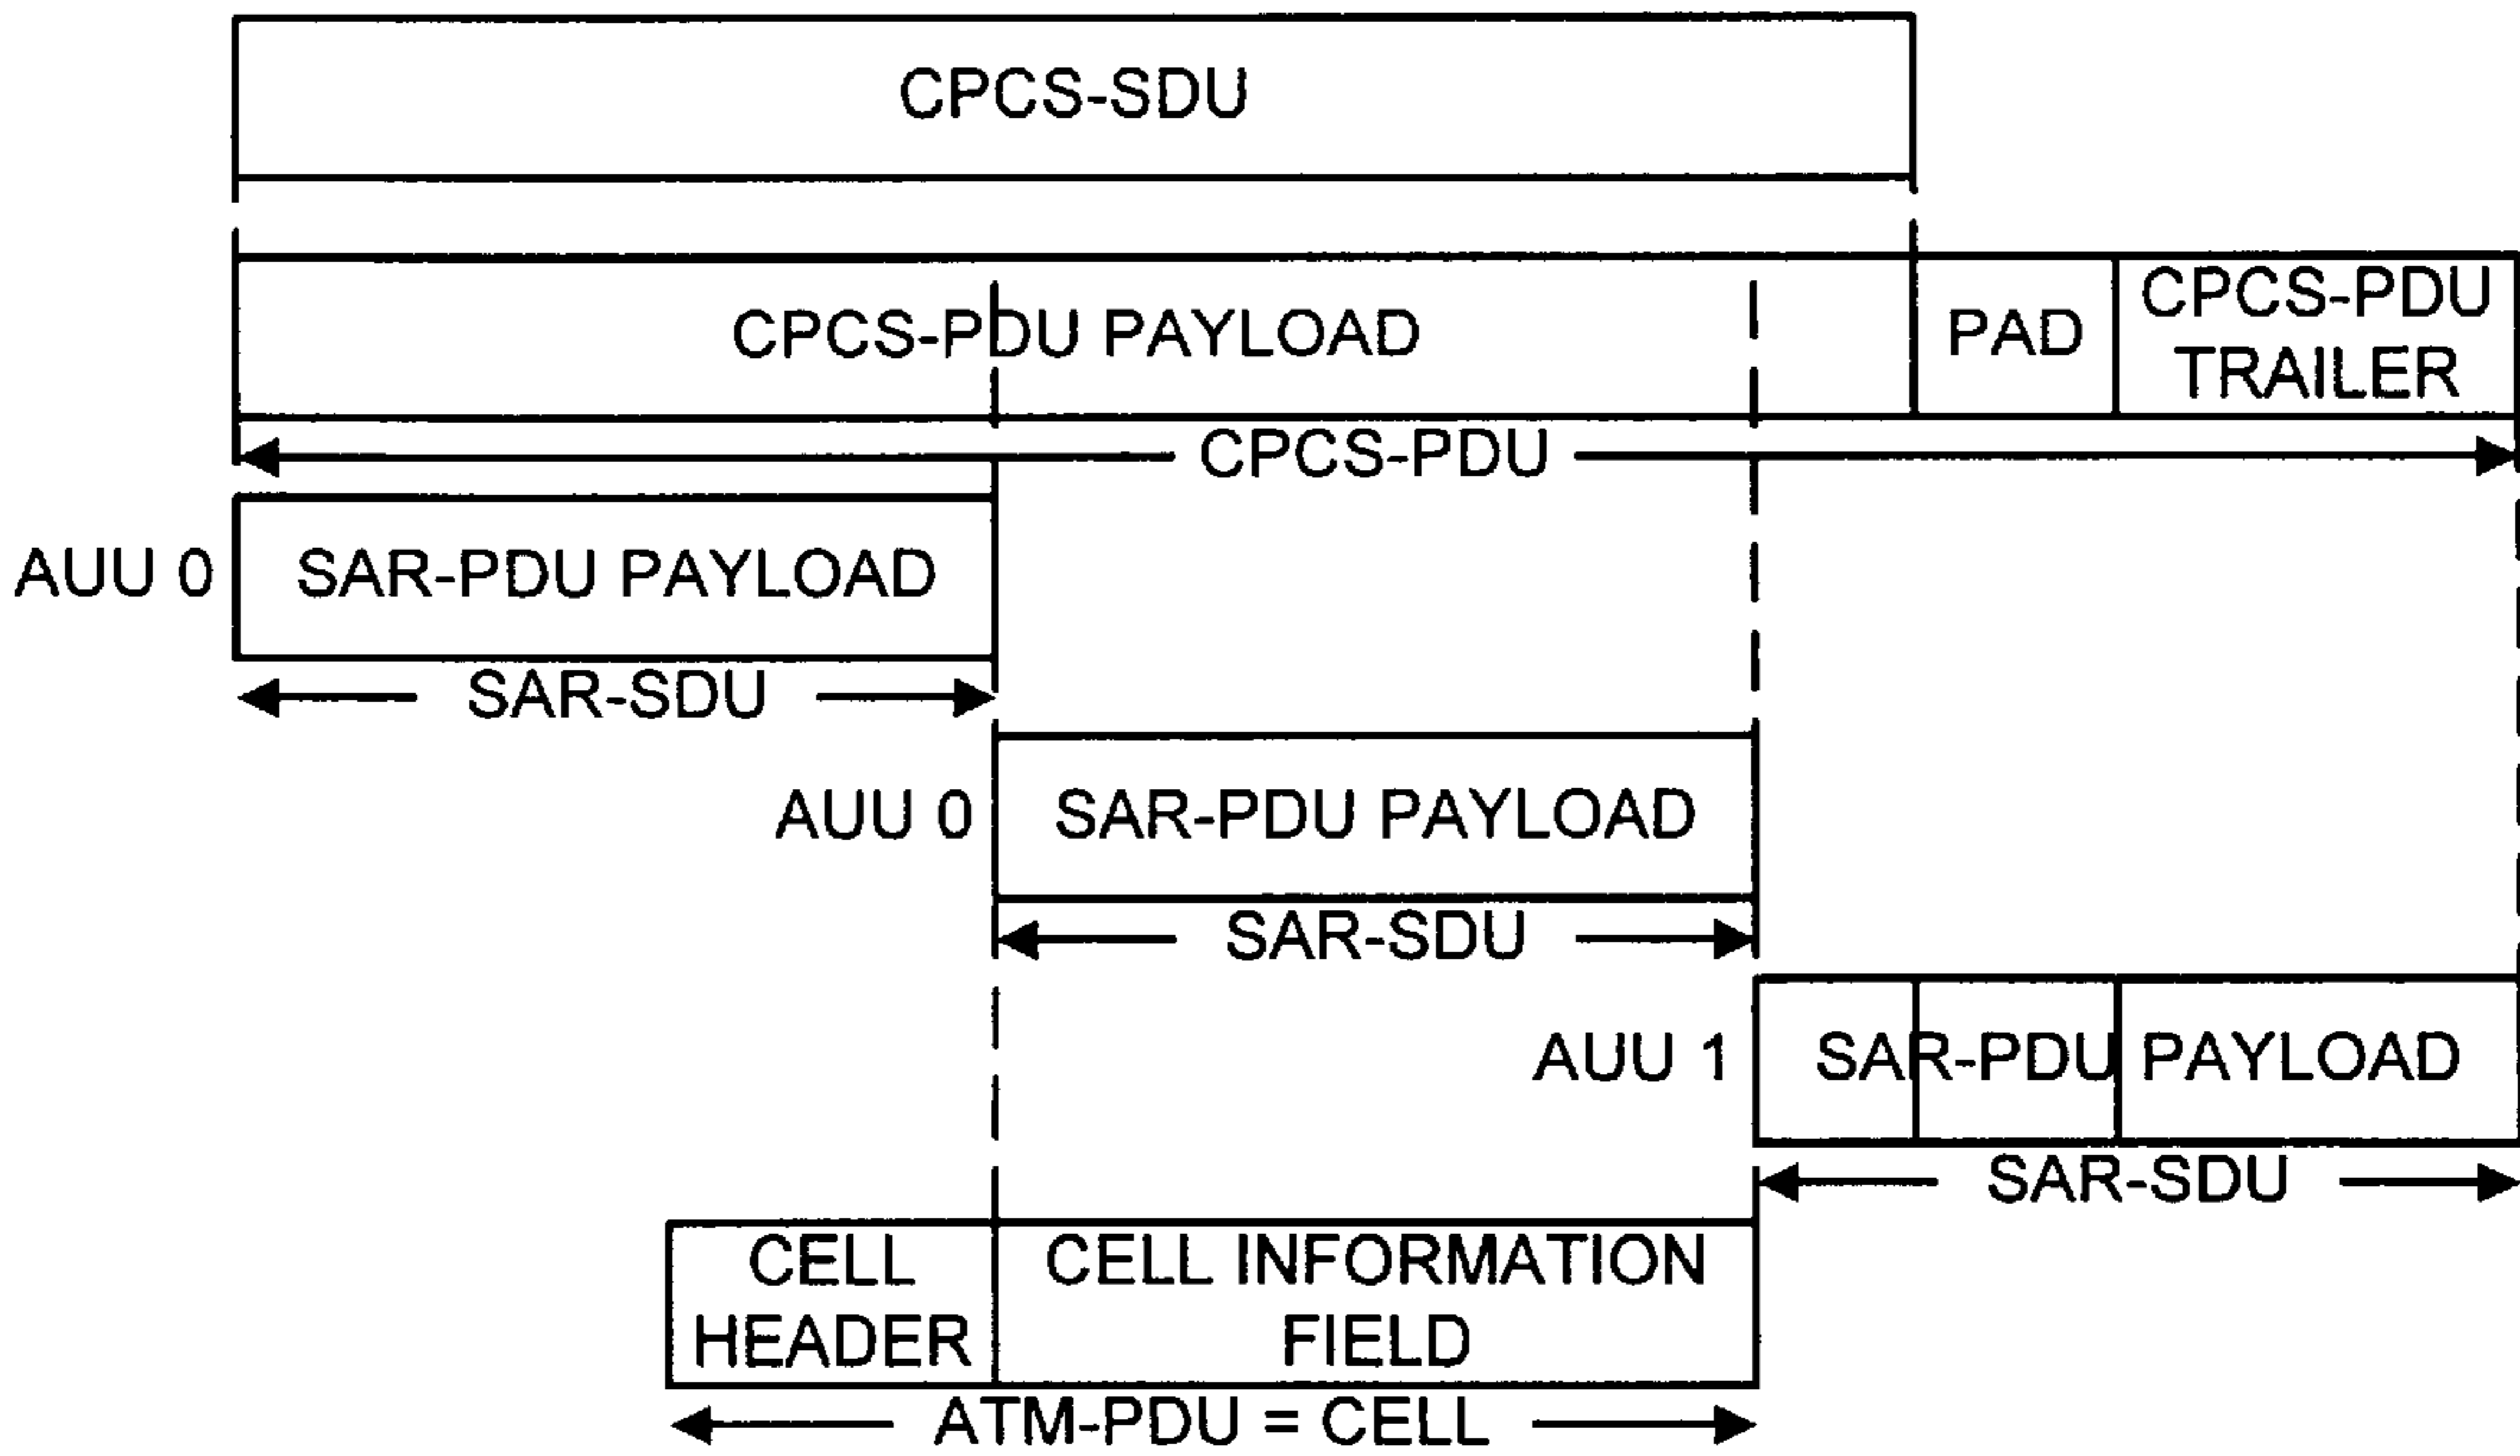 CPCS-SDU
CPCS-PDU PAYLOAD
PAD
CPCS-PDU
TRAILER
CPCS-PDU
AUU 0
SAR-PDU PAYLOAD
SAR-SDU
AUU 0
SAR-PDU PAYLOAD
SAR-SDU
AUU 1
SAR-PDU PAYLOAD
SAR-SDU
CELL
HEADER
CELL INFORMATION
FIELD
ATM-PDU = CELL